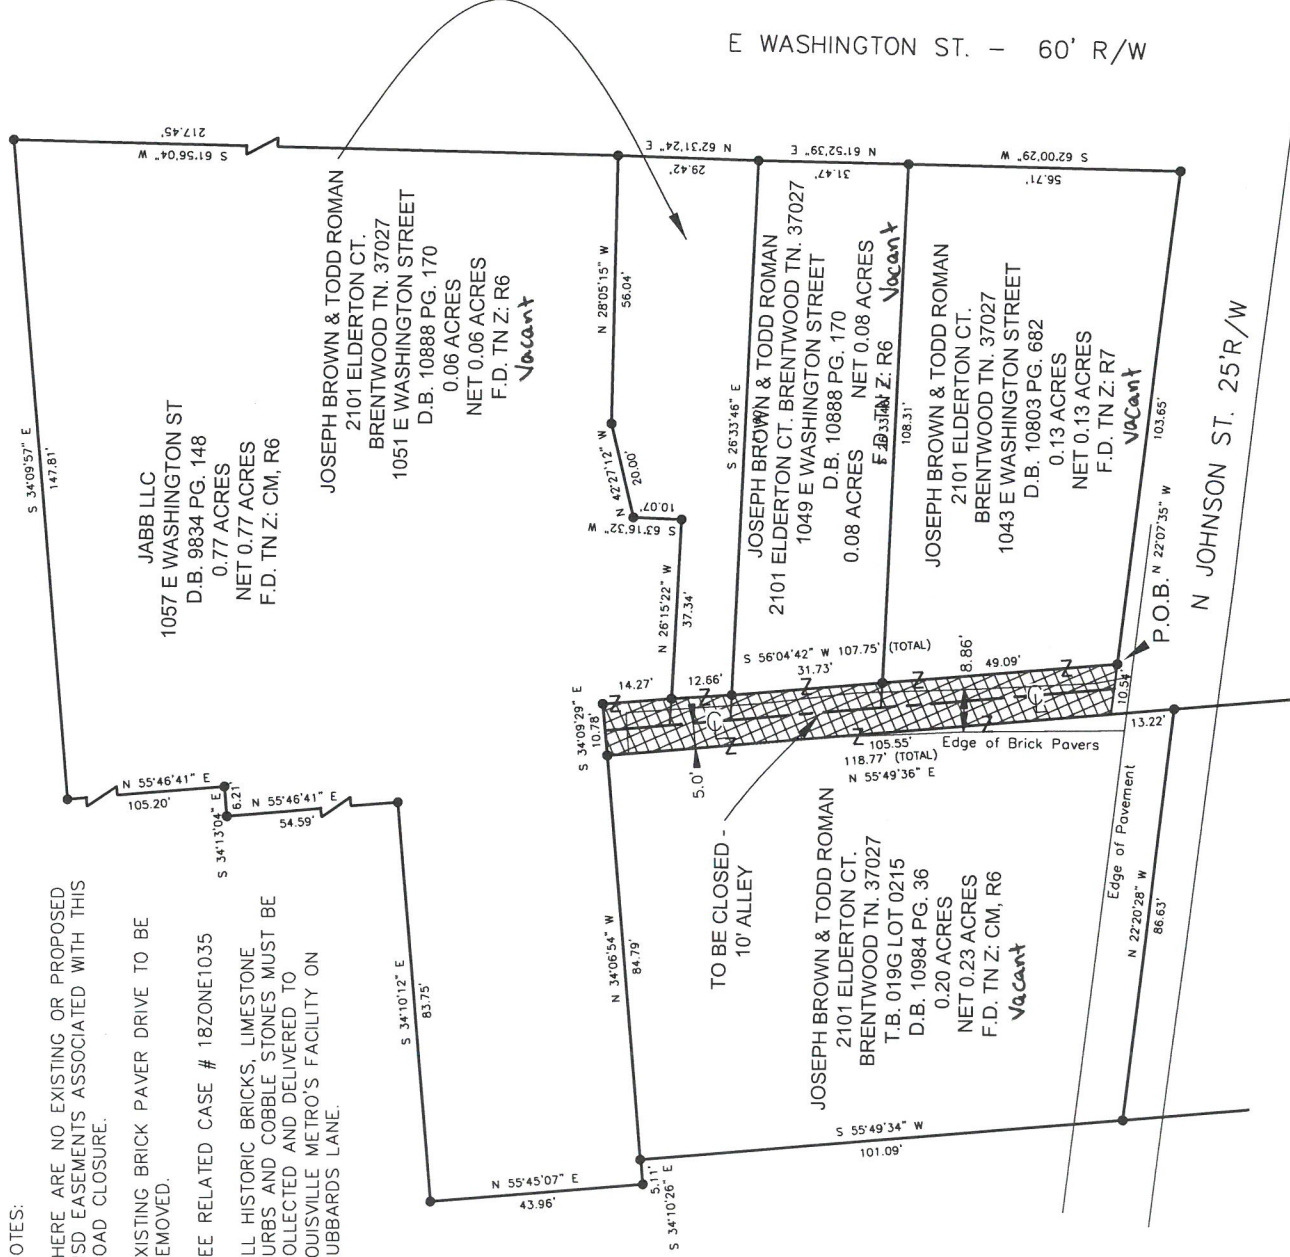 E WASHINGTON ST. - 60' R/W
217.45'
S 61°56'04" W
N 62°31'24" E
29.42'
N 61°52'39" E
31.47'
S 62°00'29" W
56.71'
S 34°09'57" E
147.81'
JABB LLC
1057 E WASHINGTON ST
D.B. 9834 PG. 148
0.77 ACRES
NET 0.77 ACRES
F.D. TN Z: CM, R6
JOSEPH BROWN & TODD ROMAN
2101 ELDERTON CT.
BRENTWOOD TN. 37027
1051 E WASHINGTON STREET
D.B. 10888 PG. 170
0.06 ACRES
NET 0.06 ACRES
F.D. TN Z: R6
Vacant
N 28°05'15" W
56.04'
N 42°27'12" W
20.00'
S 63°16'32" W
10.07'
N 26°15'22" W
37.34'
S 26°33'46" E
JOSEPH BROWN & TODD ROMAN
2101 ELDERTON CT. BRENTWOOD TN. 37027
1049 E WASHINGTON STREET
D.B. 10888 PG. 170
0.08 ACRES NET 0.08 ACRES
F.D. TN Z: R6
Vacant
108.31'
JOSEPH BROWN & TODD ROMAN
2101 ELDERTON CT.
BRENTWOOD TN. 37027
1043 E WASHINGTON STREET
D.B. 10803 PG. 682
0.13 ACRES
NET 0.13 ACRES
F.D. TN Z: R7
Vacant
103.65'
N 22°07'35" W
P.O.B.
N JOHNSON ST. 25'R/W
S 56°04'42" W 107.75' (TOTAL)
14.27'
12.66'
31.73'
49.09'
8.86'
10.54'
S 34°09'29" E
10.78'
5.0'
105.55'
118.77' (TOTAL)
N 55°49'36" E
Edge of Brick Pavers
13.22'
Edge of Pavement
TO BE CLOSED -
10' ALLEY
N 55°46'41" E
105.20'
S 34°13'04" E
6.21'
N 55°46'41" E
54.59'
S 34°10'12" E
83.75'
N 34°06'54" W
84.79'
JOSEPH BROWN & TODD ROMAN
2101 ELDERTON CT.
BRENTWOOD TN. 37027
T.B. 019G LOT 0215
D.B. 10984 PG. 36
0.20 ACRES
NET 0.23 ACRES
F.D. TN Z: CM, R6
Vacant
N 22°20'28" W
86.63'
S 55°49'34" W
101.09'
N 55°45'07" E
43.96'
5.11'
S 34°10'26" E
OTES:
HERE ARE NO EXISTING OR PROPOSED
SD EASEMENTS ASSOCIATED WITH THIS
OAD CLOSURE.
XISTING BRICK PAVER DRIVE TO BE
EMOVED.
EE RELATED CASE # 18ZONE1035
LL HISTORIC BRICKS, LIMESTONE
URBS AND COBBLE STONES MUST BE
OLLECTED AND DELIVERED TO
OUISVILLE METRO'S FACILITY ON
UBBARDS LANE.